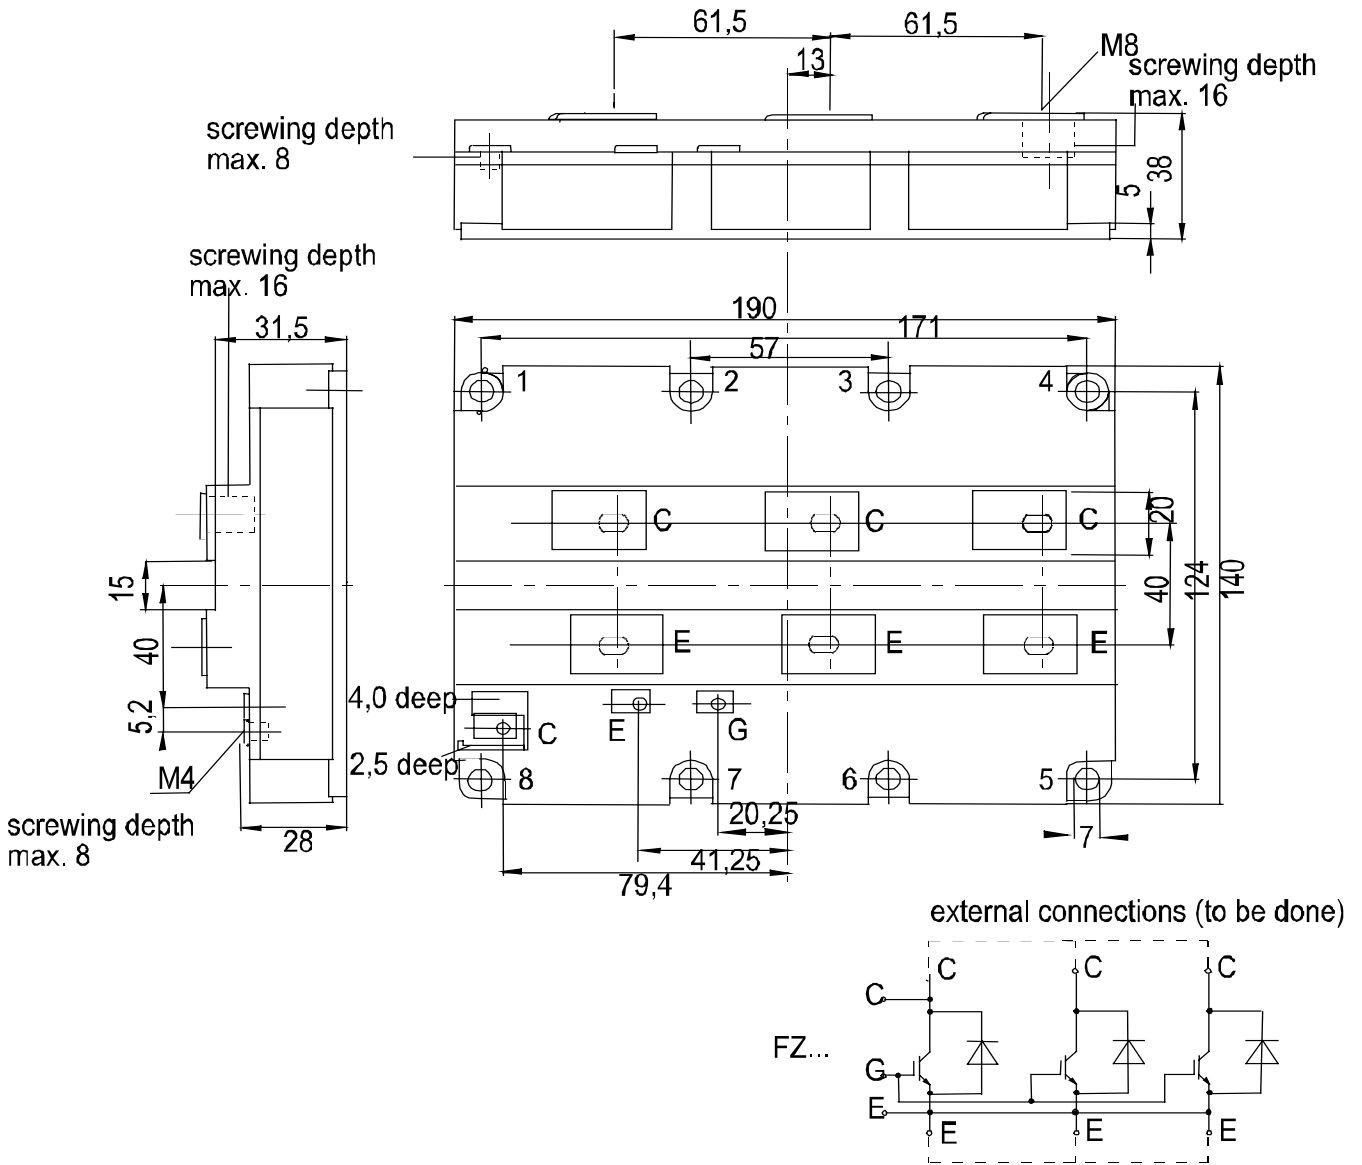 61,5
61,5
13
M8
screwing depth
max. 16
screwing depth
max. 8
38
5
screwing depth
max. 16
31,5
190
171
57
1
2
3
4
C
C
C
20
15
40
124
140
40
E
E
E
5,2
4,0 deep
E
G
C
2,5 deep
M4
8
7
6
5
screwing depth
max. 8
28
20,25
7
41,25
79,4
external connections (to be done)
C
C
C
C
FZ...
G
E
E
E
E